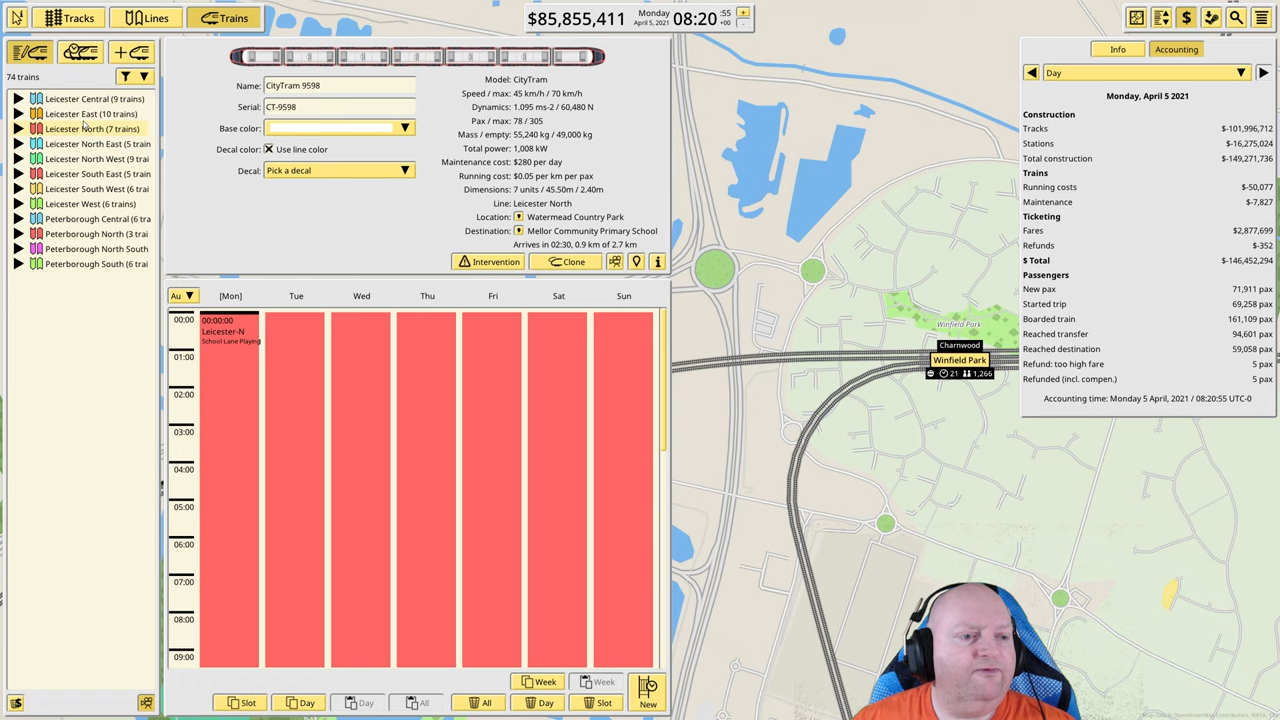 Tracks
Lines
Trains
$85,855,411
Monday
April 5, 2021
08:20
:55
+00
+
-
74 trains
Leicester Central (9 trains)
Leicester East (10 trains)
Leicester North (7 trains)
Leicester North East (5 train
Leicester North West (9 trai
Leicester South East (5 train
Leicester South West (6 trai
Leicester West (6 trains)
Peterborough Central (6 tra
Peterborough North (3 trai
Peterborough North South
Peterborough South (6 trai
Name:
CityTram 9598
Serial:
CT-9598
Base color:
Decal color:
Use line color
Decal:
Pick a decal
Model: CityTram
Speed / max: 45 km/h / 70 km/h
Dynamics: 1.095 ms-2 / 60,480 N
Pax / max: 78 / 305
Mass / empty: 55,240 kg / 49,000 kg
Total power: 1,008 kW
Maintenance cost: $280 per day
Running cost: $0.05 per km per pax
Dimensions: 7 units / 45.50m / 2.40m
Line: Leicester North
Location: Watermead Country Park
Destination: Mellor Community Primary School
Arrives in 02:30, 0.9 km of 2.7 km
Intervention
Clone
Au
[Mon]
Tue
Wed
Thu
Fri
Sat
Sun
00:00
01:00
02:00
03:00
04:00
05:00
06:00
07:00
08:00
09:00
00:00:00
Leicester-N
School Lane Playing
Week
Week
Slot
Day
Day
All
All
Day
Slot
New
Winfield Park
Charnwood
Winfield Park
21
1,266
Info
Accounting
Day
Monday, April 5 2021
Construction
Tracks $-101,996,712
Stations $-16,275,024
Total construction $-149,271,736
Trains
Running costs $-50,077
Maintenance $-7,827
Ticketing
Fares $2,877,699
Refunds $-352
$ Total $-146,452,294
Passengers
New pax 71,911 pax
Started trip 69,258 pax
Boarded train 161,109 pax
Reached transfer 94,601 pax
Reached destination 59,058 pax
Refund: too high fare 5 pax
Refunded (incl. compen.) 5 pax
Accounting time: Monday 5 April, 2021 / 08:20:55 UTC-0